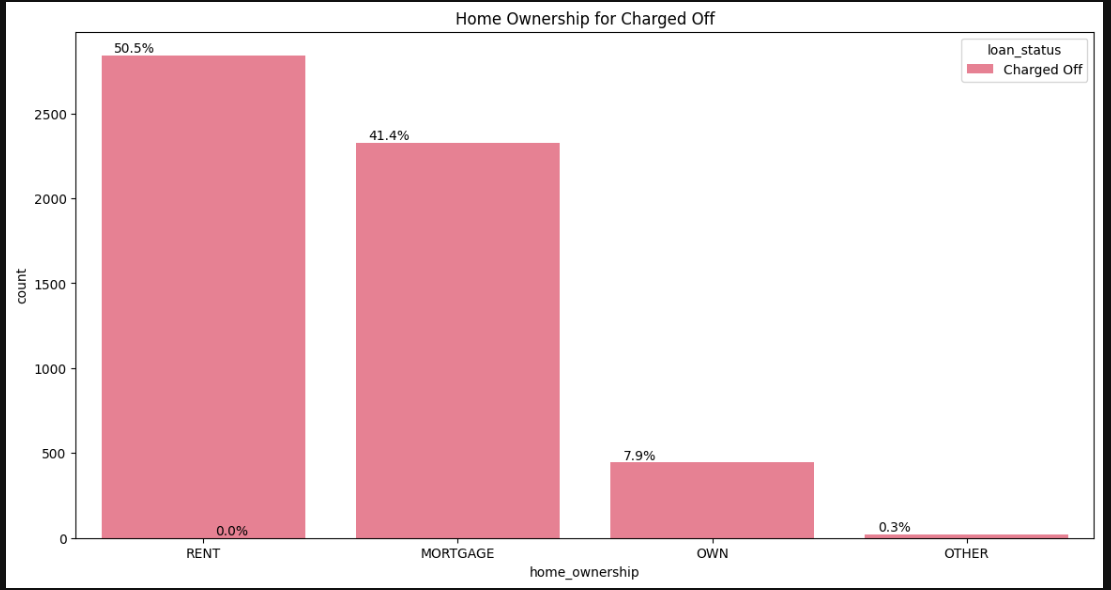 Home Ownership for Charged Off
loan_status
Charged Off
50.5%
41.4%
7.9%
0.3%
0.0%
count
2500
2000
1500
1000
500
0
RENT
MORTGAGE
OWN
OTHER
home_ownership